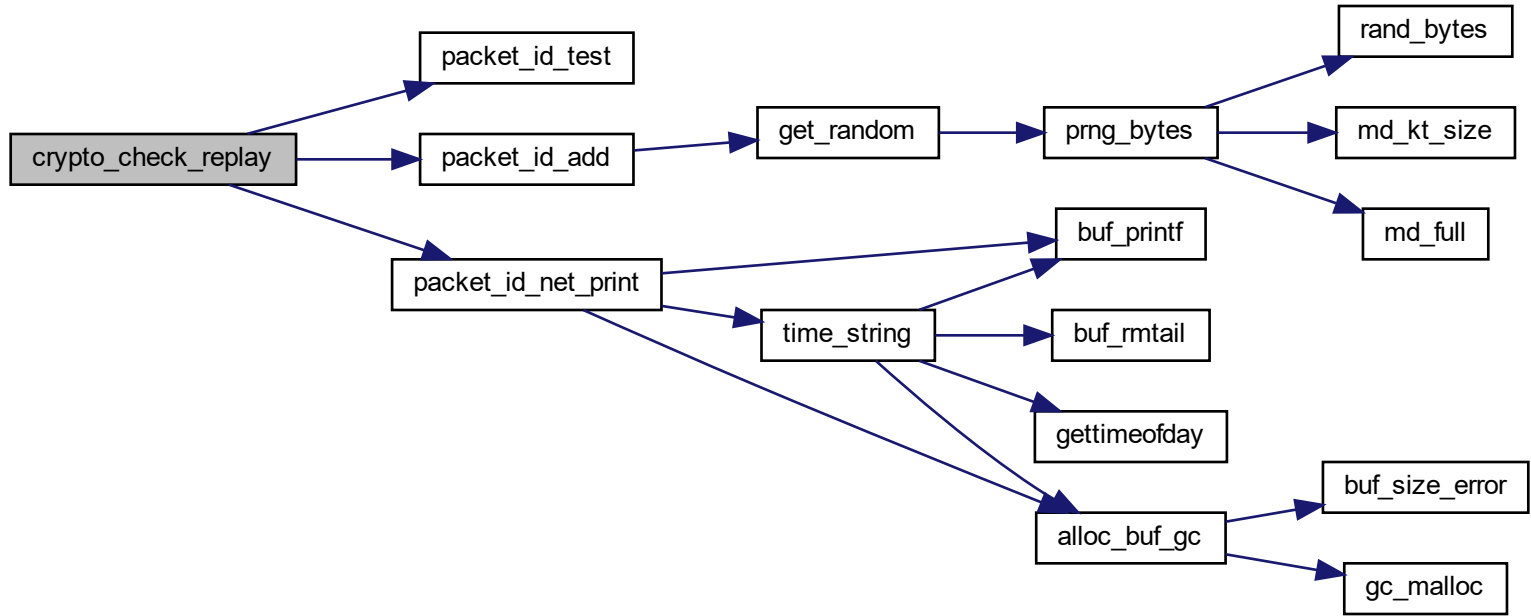 rand_bytes
packet_id_test
get_random
prng_bytes
md_kt_size
crypto_check_replay
packet_id_add
md_full
buf_printf
packet_id_net_print
time_string
buf_rmtail
gettimeofday
buf_size_error
alloc_buf_gc
gc_malloc